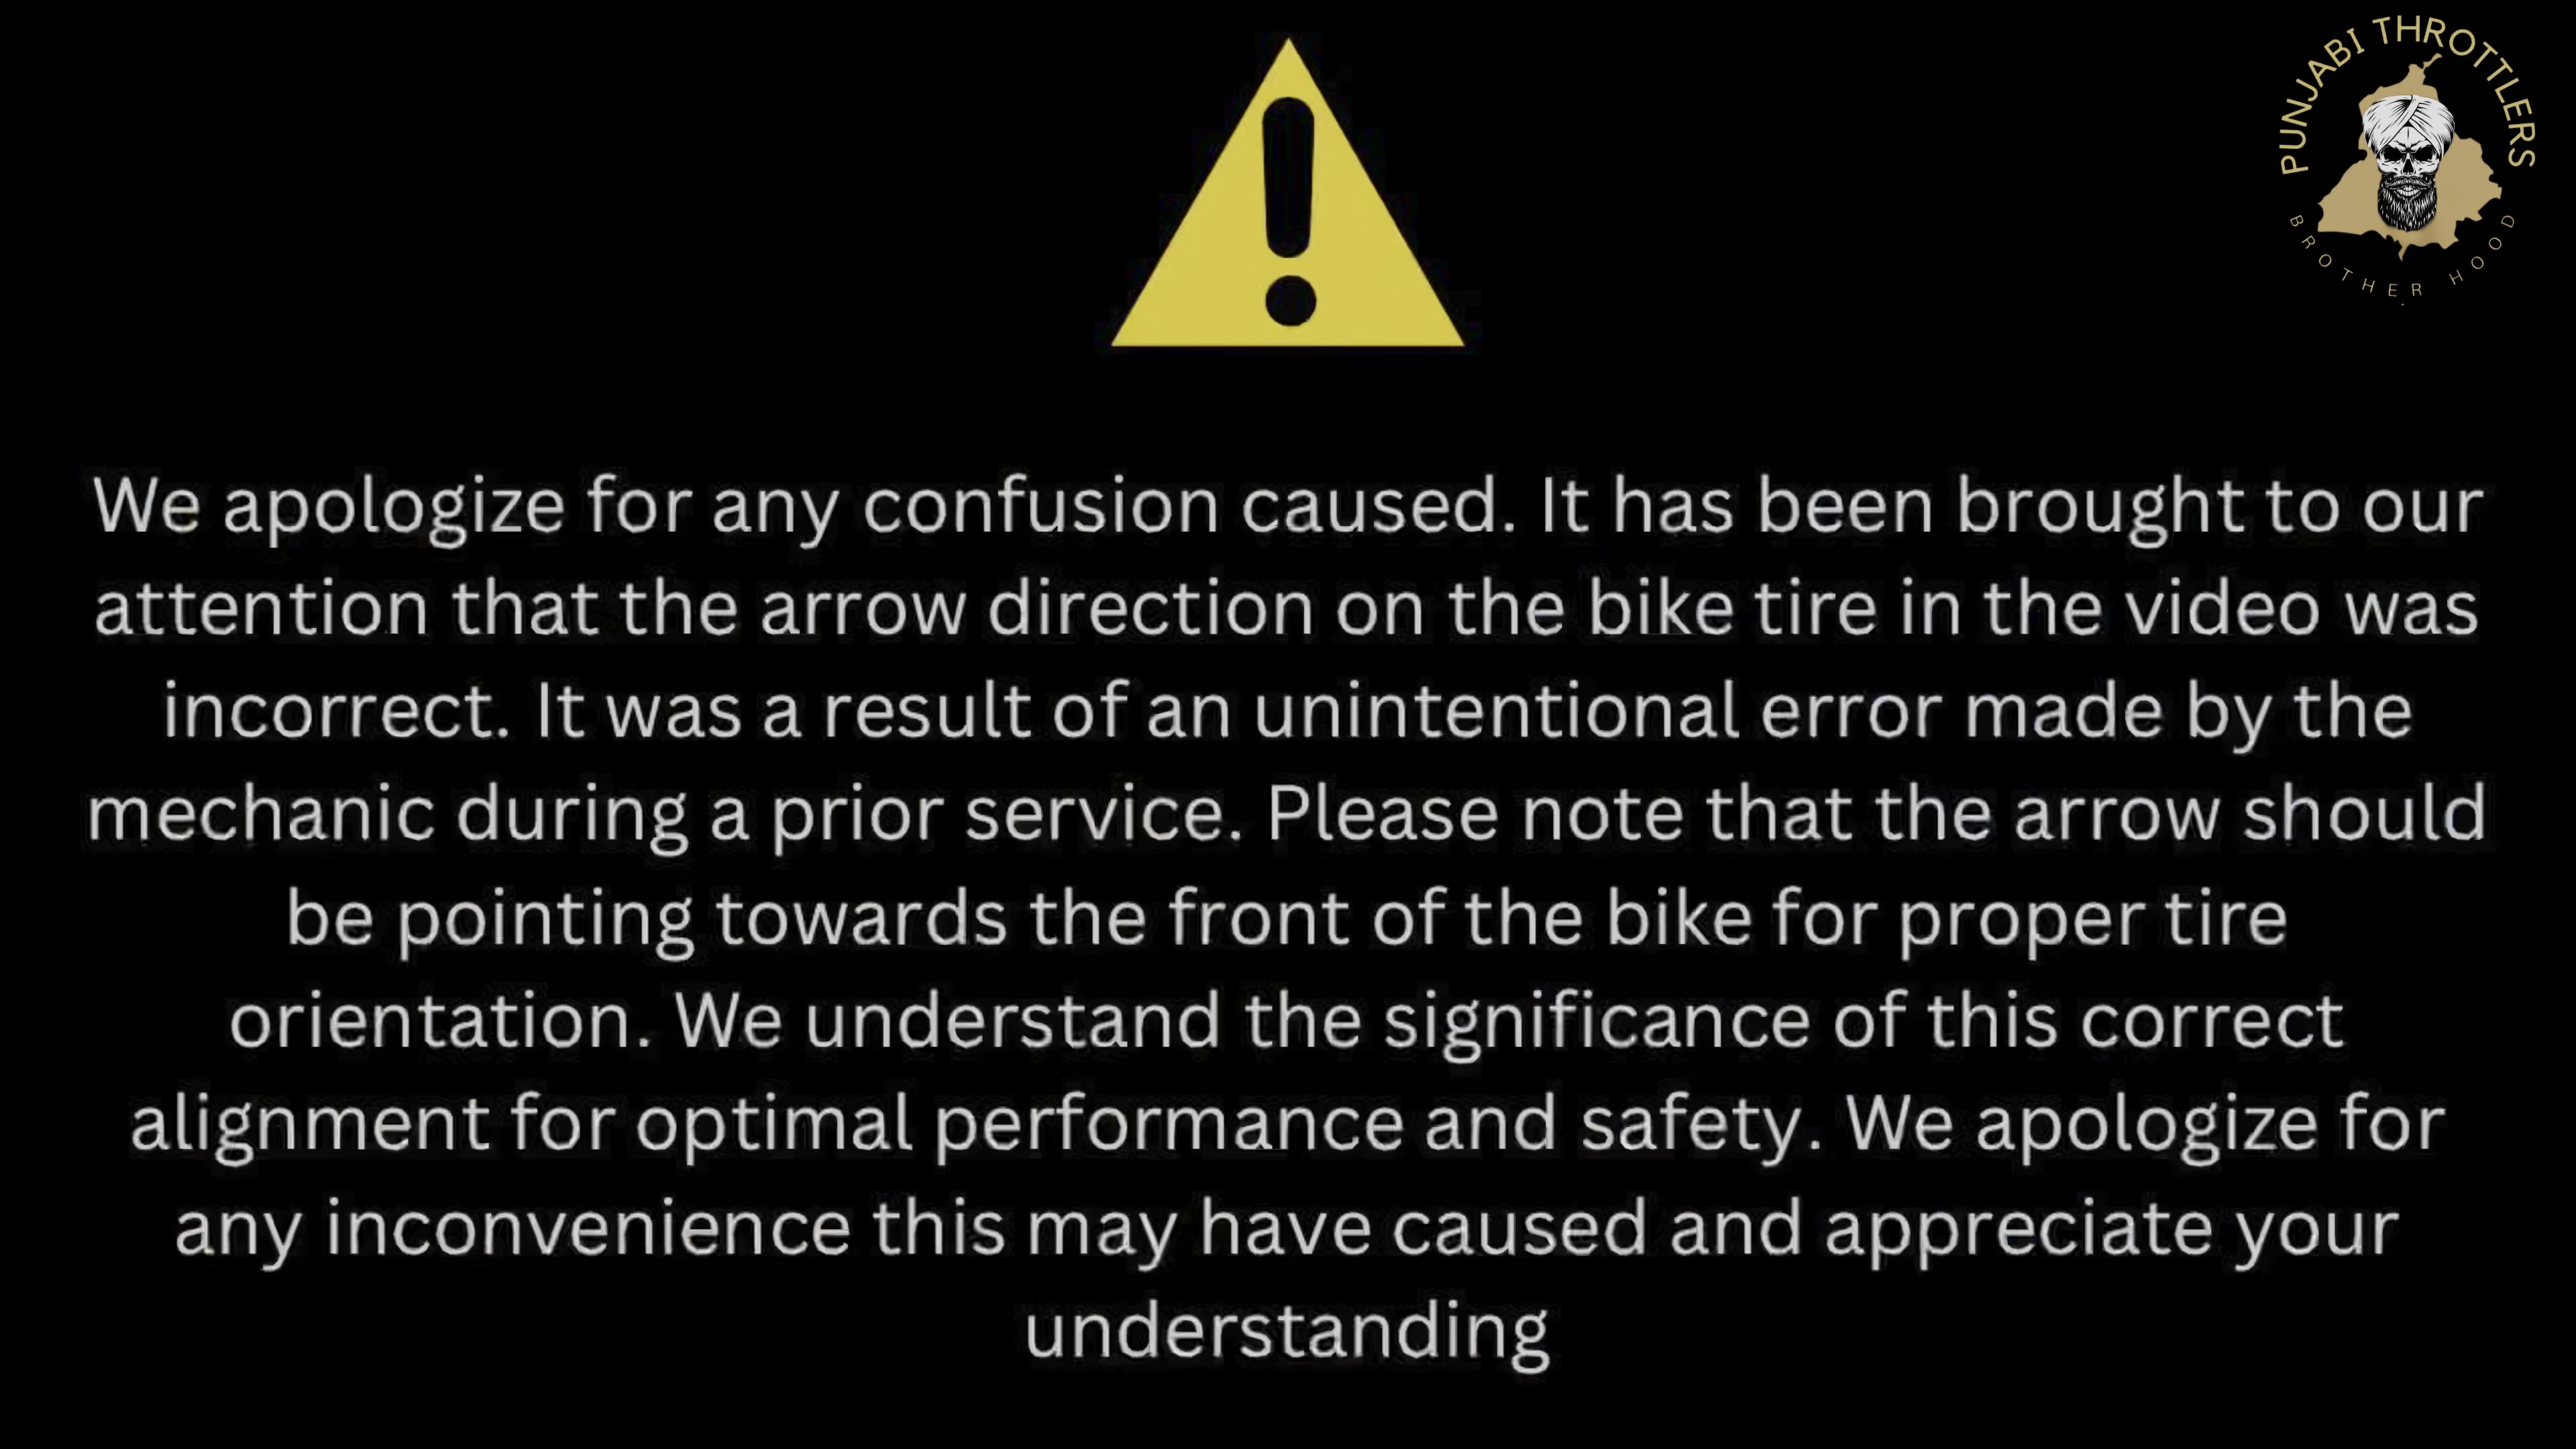 PUNJABI THROTTLERS
BROTHER HOOD
We apologize for any confusion caused. It has been brought to our
attention that the arrow direction on the bike tire in the video was
incorrect. It was a result of an unintentional error made by the
mechanic during a prior service. Please note that the arrow should
be pointing towards the front of the bike for proper tire
orientation. We understand the significance of this correct
alignment for optimal performance and safety. We apologize for
any inconvenience this may have caused and appreciate your
understanding